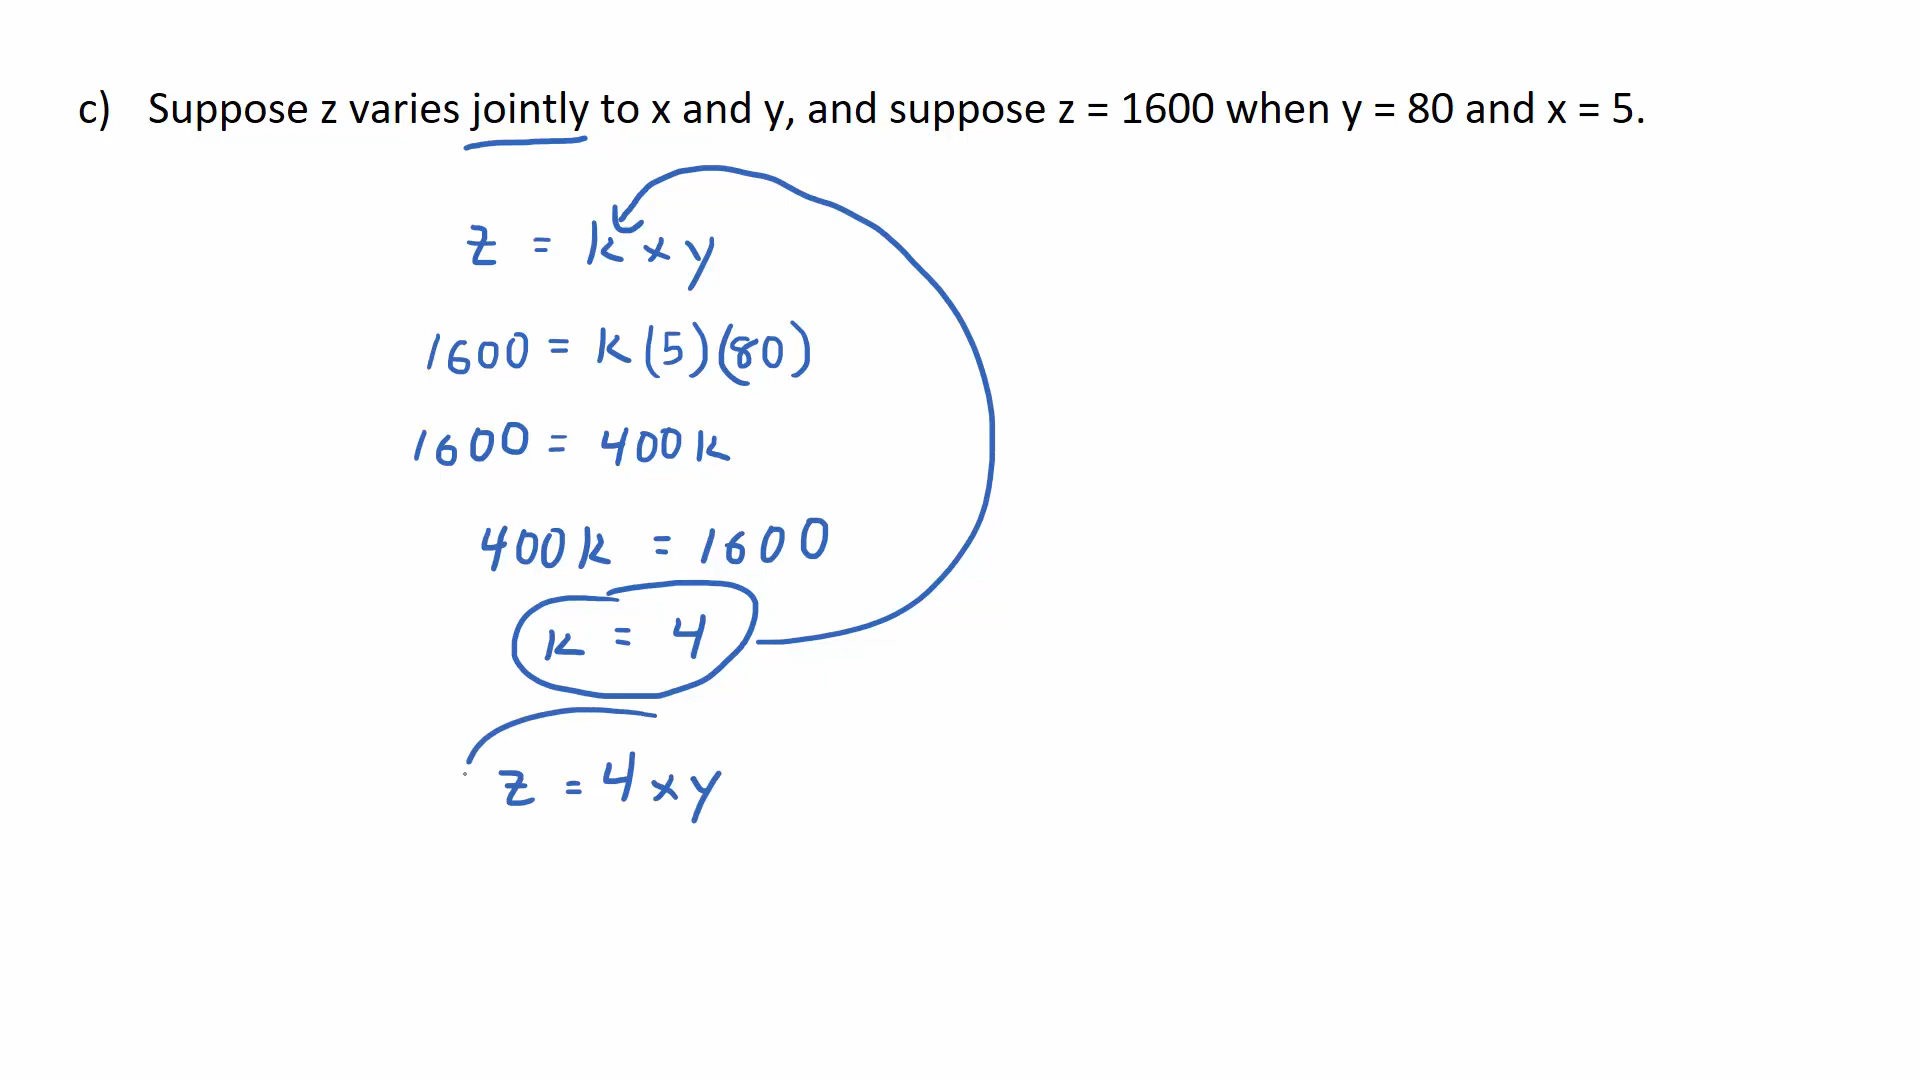 c) Suppose z varies jointly to x and y, and suppose z = 1600 when y = 80 and x = 5.
z = kxy
1600 = k(5)(80)
1600 = 400k
400k = 1600
k = 4
z = 4xy